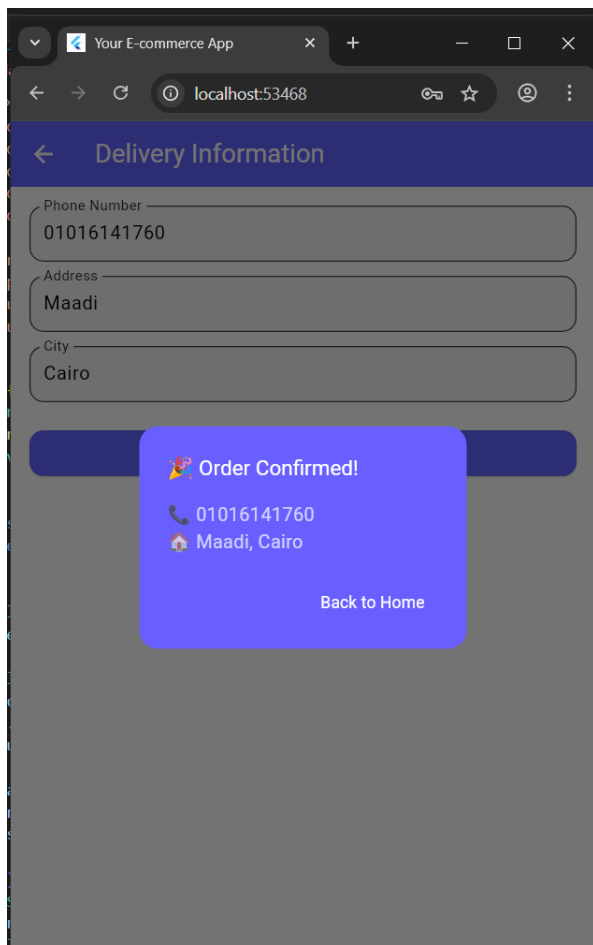 Your E-commerce App
localhost:53468
Delivery Information
Phone Number
01016141760
Address
Maadi
City
Cairo
🎉 Order Confirmed!
📞 01016141760
🏠 Maadi, Cairo
Back to Home